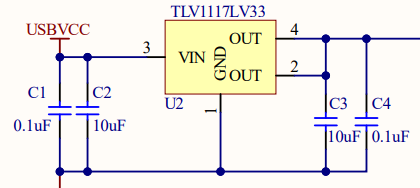 TLV1117LV33
USBVCC
3
VIN
GND
OUT
4
OUT
2
U2
1
C1
0.1uF
C2
10uF
C3
10uF
C4
0.1uF